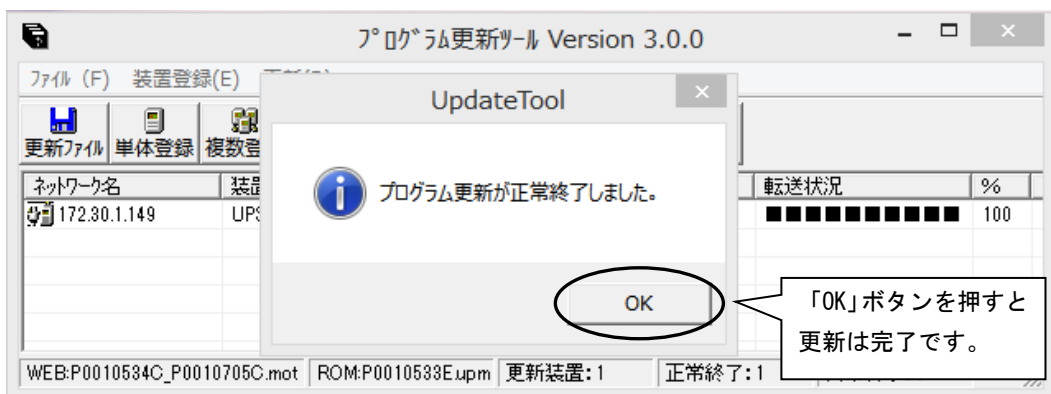 ﾌﾟﾛｸﾞﾗﾑ更新ﾂｰﾙ Version 3.0.0
ﾌｧｲﾙ (F) 装置登録(E)
UpdateTool
更新ﾌｧｲﾙ 単体登録 複数登
プログラム更新が正常終了しました。
ﾈｯﾄﾜｰｸ名 装置 転送状況 %
172.30.1.149 UPS ■■■■■■■■■■ 100
OK
「OK」ボタンを押すと
更新は完了です。
WEB:P0010534C_P0010705C.mot ROM:P0010533E.upm 更新装置:1 正常終了:1